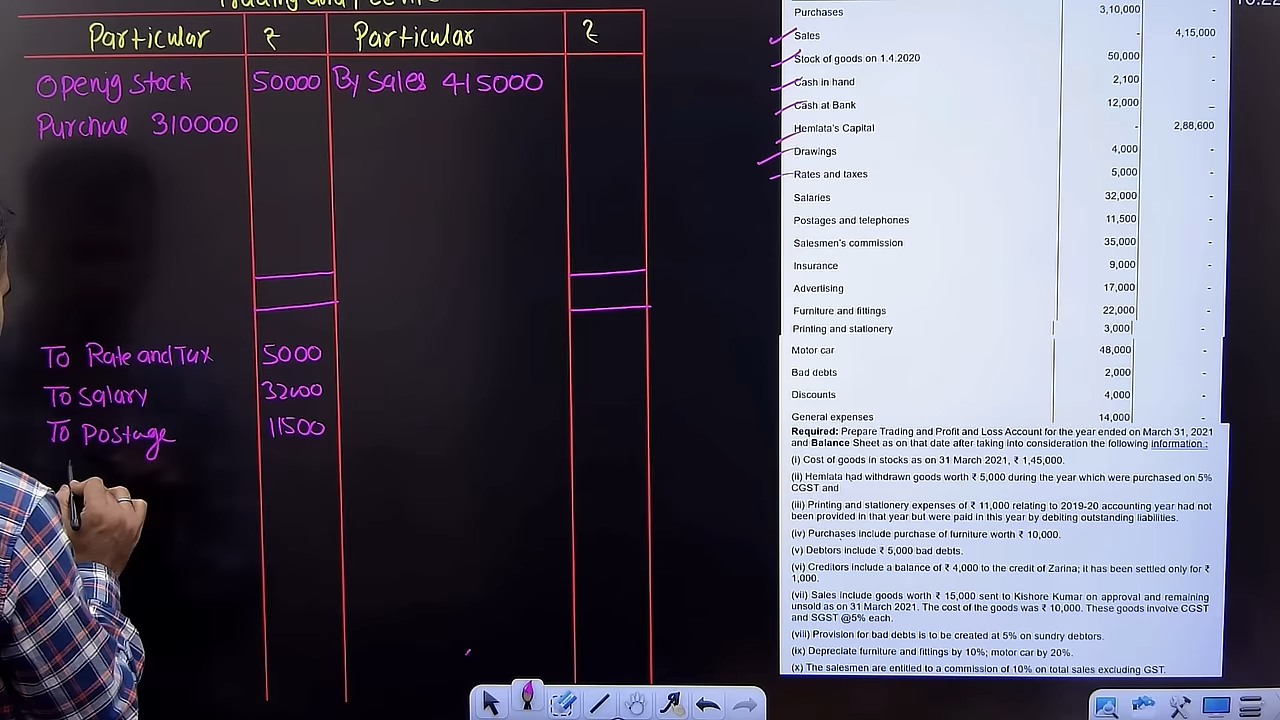 Trading and
Particular ₹ Particular ₹
Openig stock 50000 By Sales 415000
Purchase 310000
To Rate and Tax 5000
To Salary 32000
To Postage 11500
Purchases 3,10,000 -
Sales - 4,15,000
Stock of goods on 1.4.2020 50,000 -
Cash in hand 2,100 -
Cash at Bank 12,000 –
Hemlata's Capital - 2,88,600
Drawings 4,000 -
Rates and taxes 5,000 -
Salaries 32,000 -
Postages and telephones 11,500 -
Salesmen's commission 35,000 -
Insurance 9,000 -
Advertising 17,000 -
Furniture and fittings 22,000 -
Printing and stationery 3,000 -
Motor car 48,000 -
Bad debts 2,000 -
Discounts 4,000 -
General expenses 14,000 -
Required: Prepare Trading and Profit and Loss Account for the year ended on March 31, 2021
and Balance Sheet as on that date after taking into consideration the following information :
(i) Cost of goods in stocks as on 31 March 2021, ₹ 1,45,000.
(ii) Hemlata had withdrawn goods worth ₹ 5,000 during the year which were purchased on 5%
CGST and
(iii) Printing and stationery expenses of ₹ 11,000 relating to 2019-20 accounting year had not
been provided in that year but were paid in this year by debiting outstanding liabilities.
(iv) Purchases include purchase of furniture worth ₹ 10,000.
(v) Debtors include ₹ 5,000 bad debts.
(vi) Creditors include a balance of ₹ 4,000 to the credit of Zarina; it has been settled only for ₹
1,000.
(vii) Sales include goods worth ₹ 15,000 sent to Kishore Kumar on approval and remaining
unsold as on 31 March 2021. The cost of the goods was ₹ 10,000. These goods involve CGST
and SGST @5% each.
(viii) Provision for bad debts is to be created at 5% on sundry debtors.
(ix) Depreciate furniture and fittings by 10%; motor car by 20%.
(x) The salesmen are entitled to a commission of 10% on total sales excluding GST.